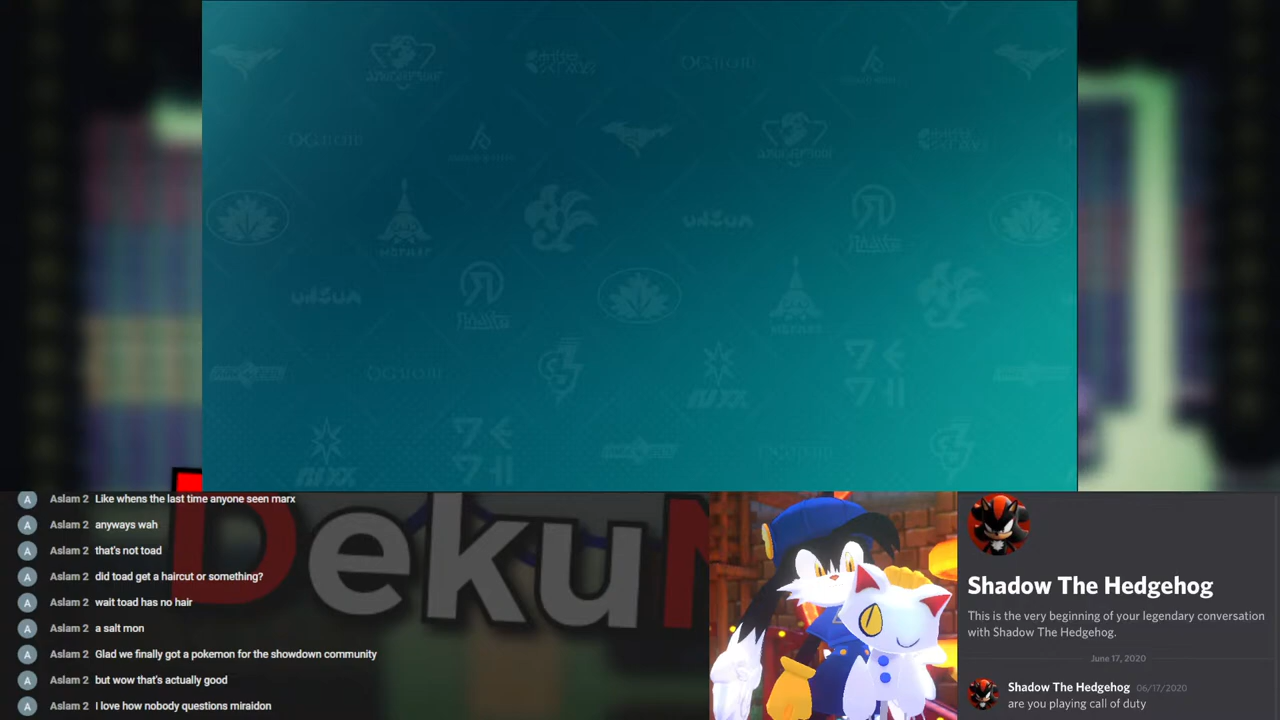 Aslam 2 Like whens the last time anyone seen marx
Aslam 2 anyways wah
Aslam 2 that's not toad
Aslam 2 did toad get a haircut or something?
Aslam 2 wait toad has no hair
Aslam 2 a salt mon
Aslam 2 Glad we finally got a pokemon for the showdown community
Aslam 2 but wow that's actually good
Aslam 2 I love how nobody questions miraidon
Deku
Shadow The Hedgehog
This is the very beginning of your legendary conversation
with Shadow The Hedgehog.
June 17, 2020
Shadow The Hedgehog 06/17/2020
are you playing call of duty